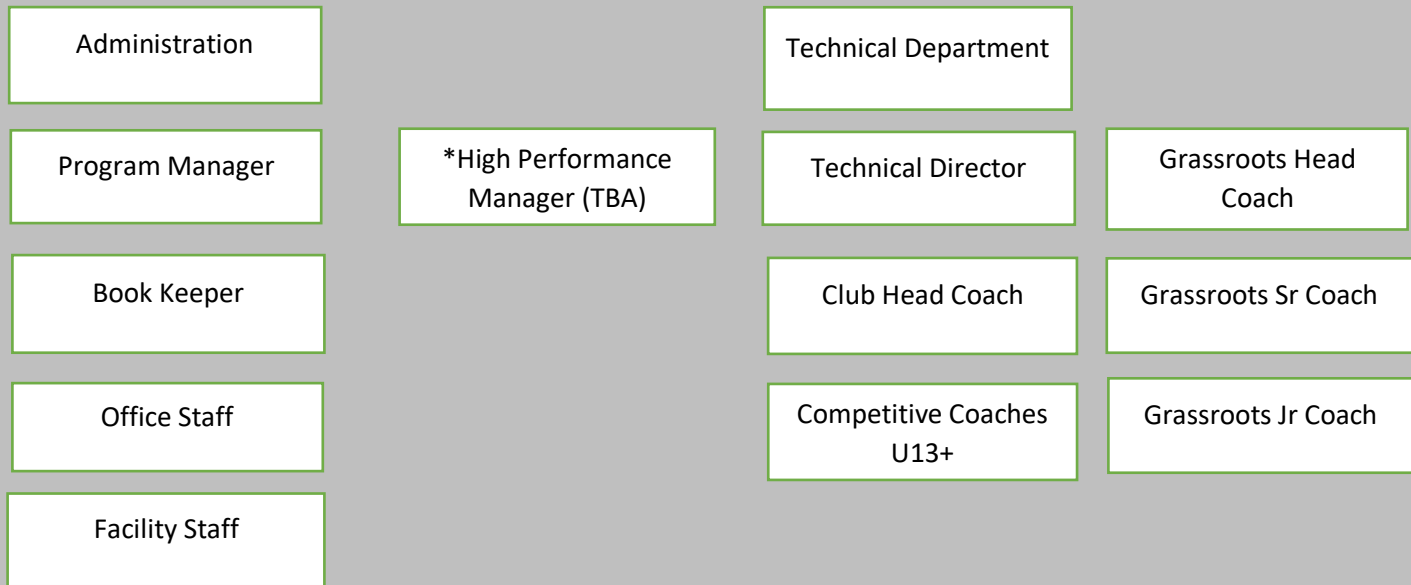 Administration
Technical Department
Program Manager
*High Performance
Manager (TBA)
Technical Director
Grassroots Head
Coach
Book Keeper
Club Head Coach
Grassroots Sr Coach
Office Staff
Competitive Coaches
U13+
Grassroots Jr Coach
Facility Staff